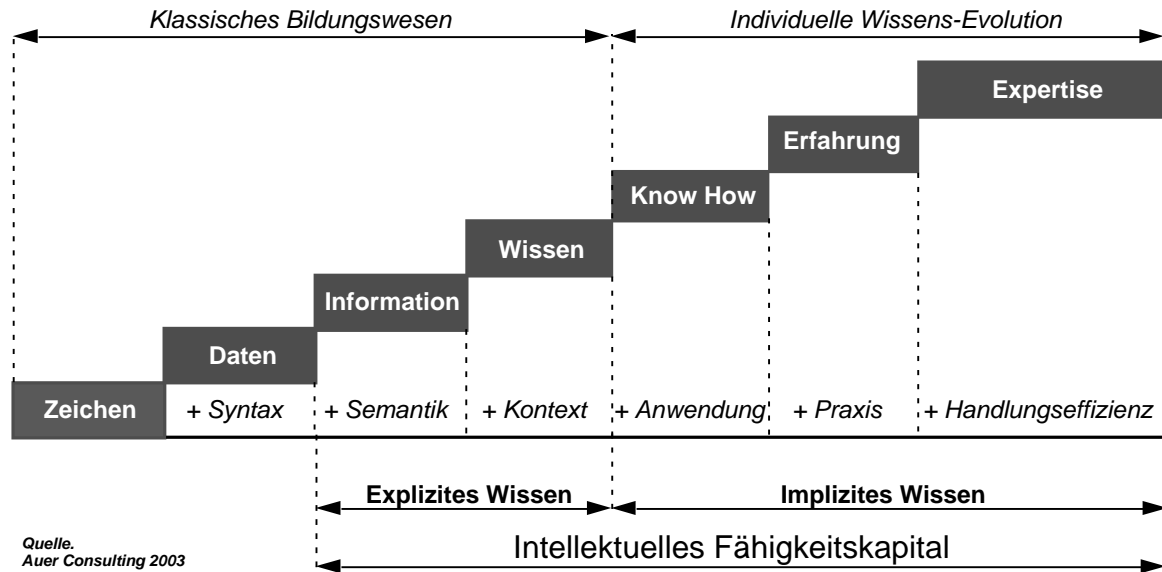 Klassisches Bildungswesen
Individuelle Wissens-Evolution
Expertise
Erfahrung
Know How
Wissen
Information
Daten
Zeichen
+ Syntax
+ Semantik
+ Kontext
+ Anwendung
+ Praxis
+ Handlungseffizienz
Explizites Wissen
Implizites Wissen
Intellektuelles Fähigkeitskapital
Quelle.
Auer Consulting 2003